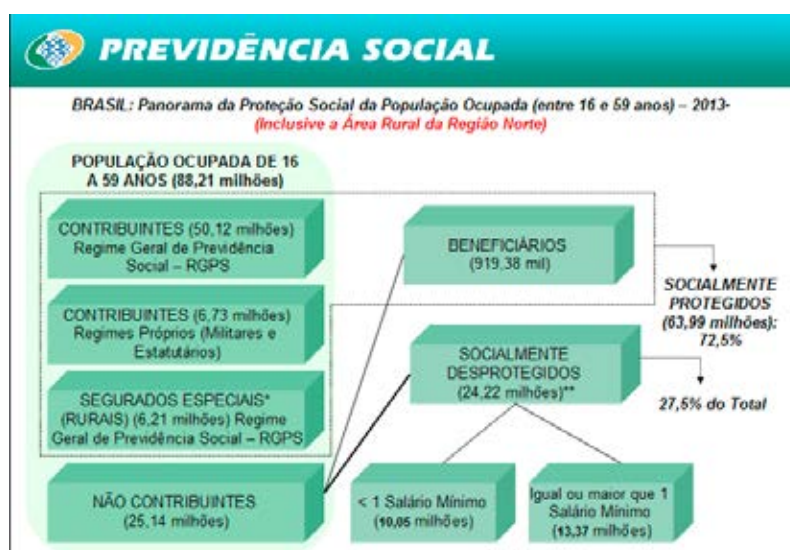 PREVIDÊNCIA SOCIAL
BRASIL: Panorama da Proteção Social da População Ocupada (entre 16 e 59 anos) – 2013-
(Inclusive a Área Rural da Região Norte)
POPULAÇÃO OCUPADA DE 16
A 59 ANOS (88,21 milhões)
CONTRIBUINTES (50,12 milhões)
Regime Geral de Previdência
Social – RGPS
CONTRIBUINTES (6,73 milhões)
Regimes Próprios (Militares e
Estatutários)
SEGURADOS ESPECIAIS*
(RURAIS) (6,21 milhões) Regime
Geral de Previdência Social – RGPS
NÃO CONTRIBUINTES
(25,14 milhões)
BENEFICIÁRIOS
(919,38 mil)
SOCIALMENTE
PROTEGIDOS
(63,99 milhões):
72,5%
SOCIALMENTE
DESPROTEGIDOS
(24,22 milhões)**
27,5% do Total
< 1 Salário Mínimo
(10,05 milhões)
Igual ou maior que 1
Salário Mínimo
(13,37 milhões)